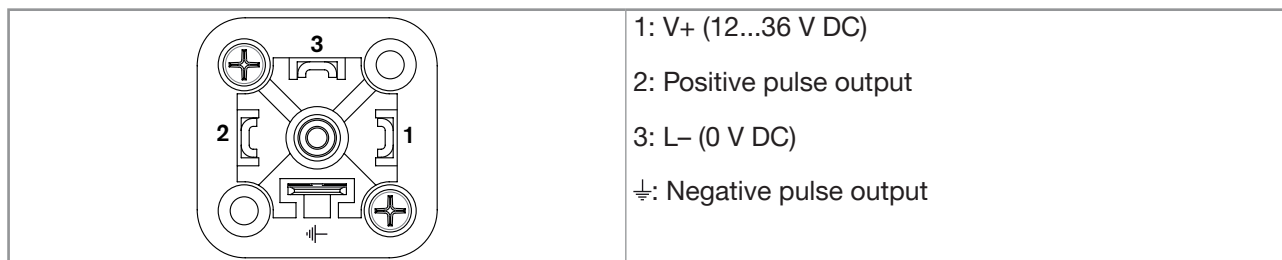 3
2
1
1: V+ (12...36 V DC)
2: Positive pulse output
3: L– (0 V DC)
⏚: Negative pulse output